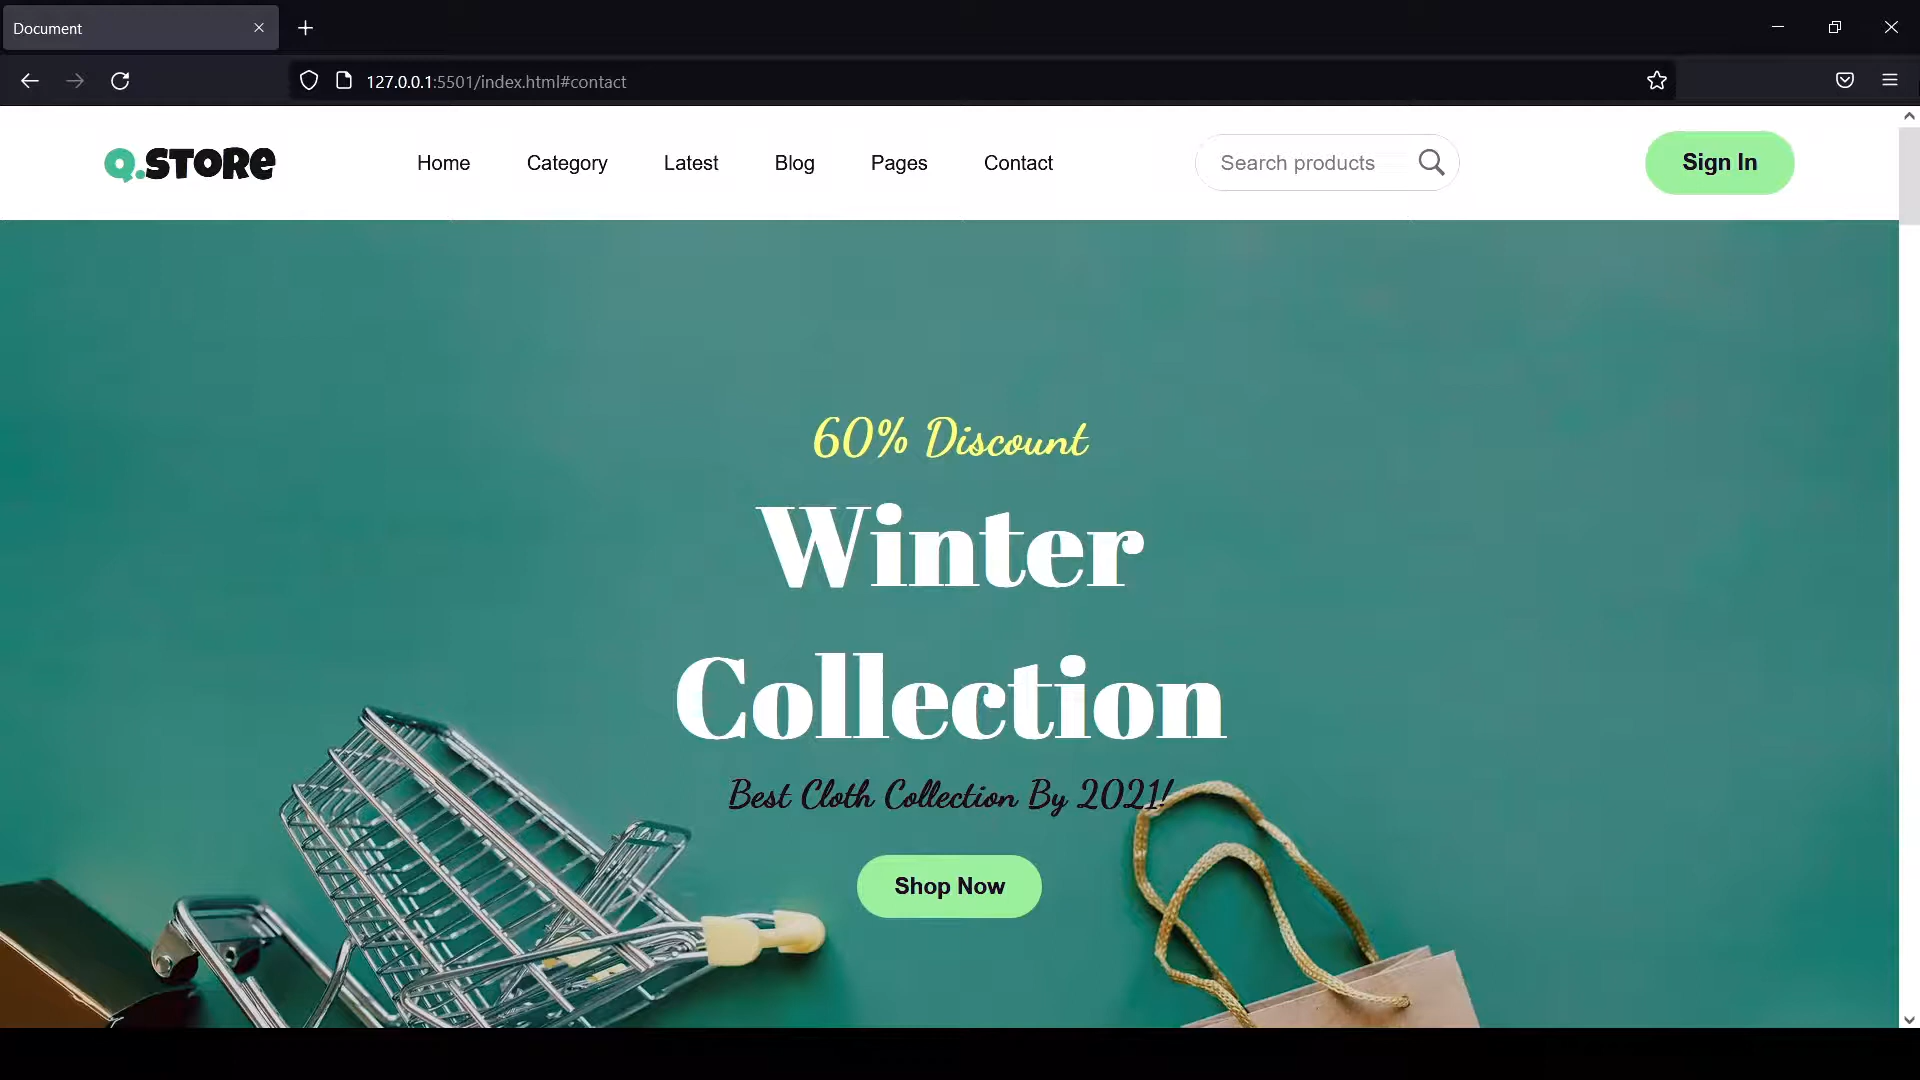 Document
127.0.0.1:5501/index.html#contact
Q.STORE
Home
Category
Latest
Blog
Pages
Contact
Search products
Sign In
60% Discount
Winter
Collection
Best Cloth Collection By 2021!
Shop Now